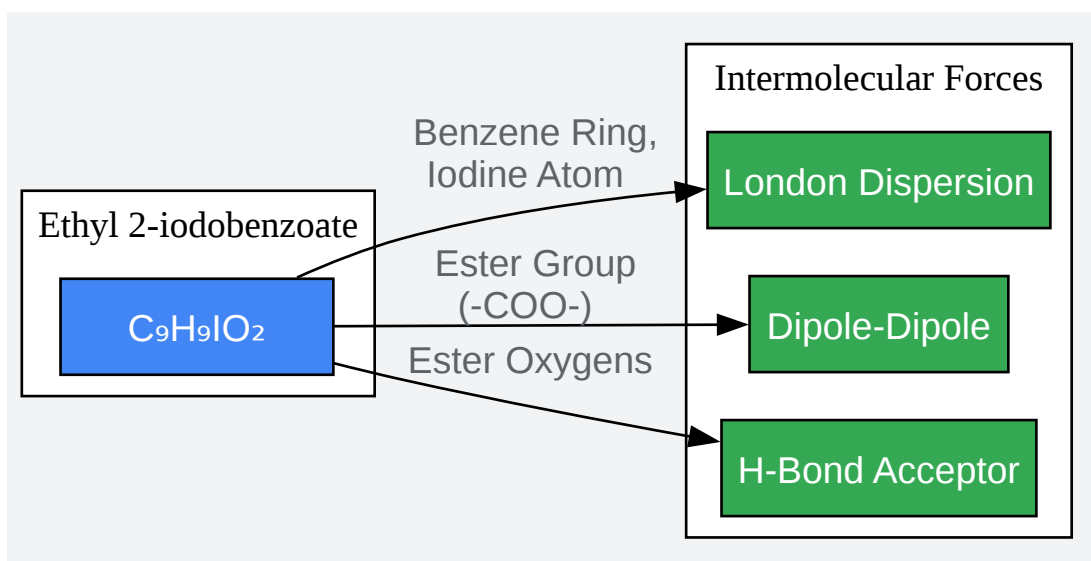 Ethyl 2-iodobenzoate
C₉H₉IO₂
Benzene Ring,
Iodine Atom
Ester Group
(-COO-)
Ester Oxygens
Intermolecular Forces
London Dispersion
Dipole-Dipole
H-Bond Acceptor